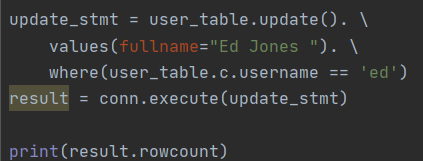 update_stmt = user_table.update(). \
    values(fullname="Ed Jones "). \
    where(user_table.c.username == 'ed')
result = conn.execute(update_stmt)

print(result.rowcount)